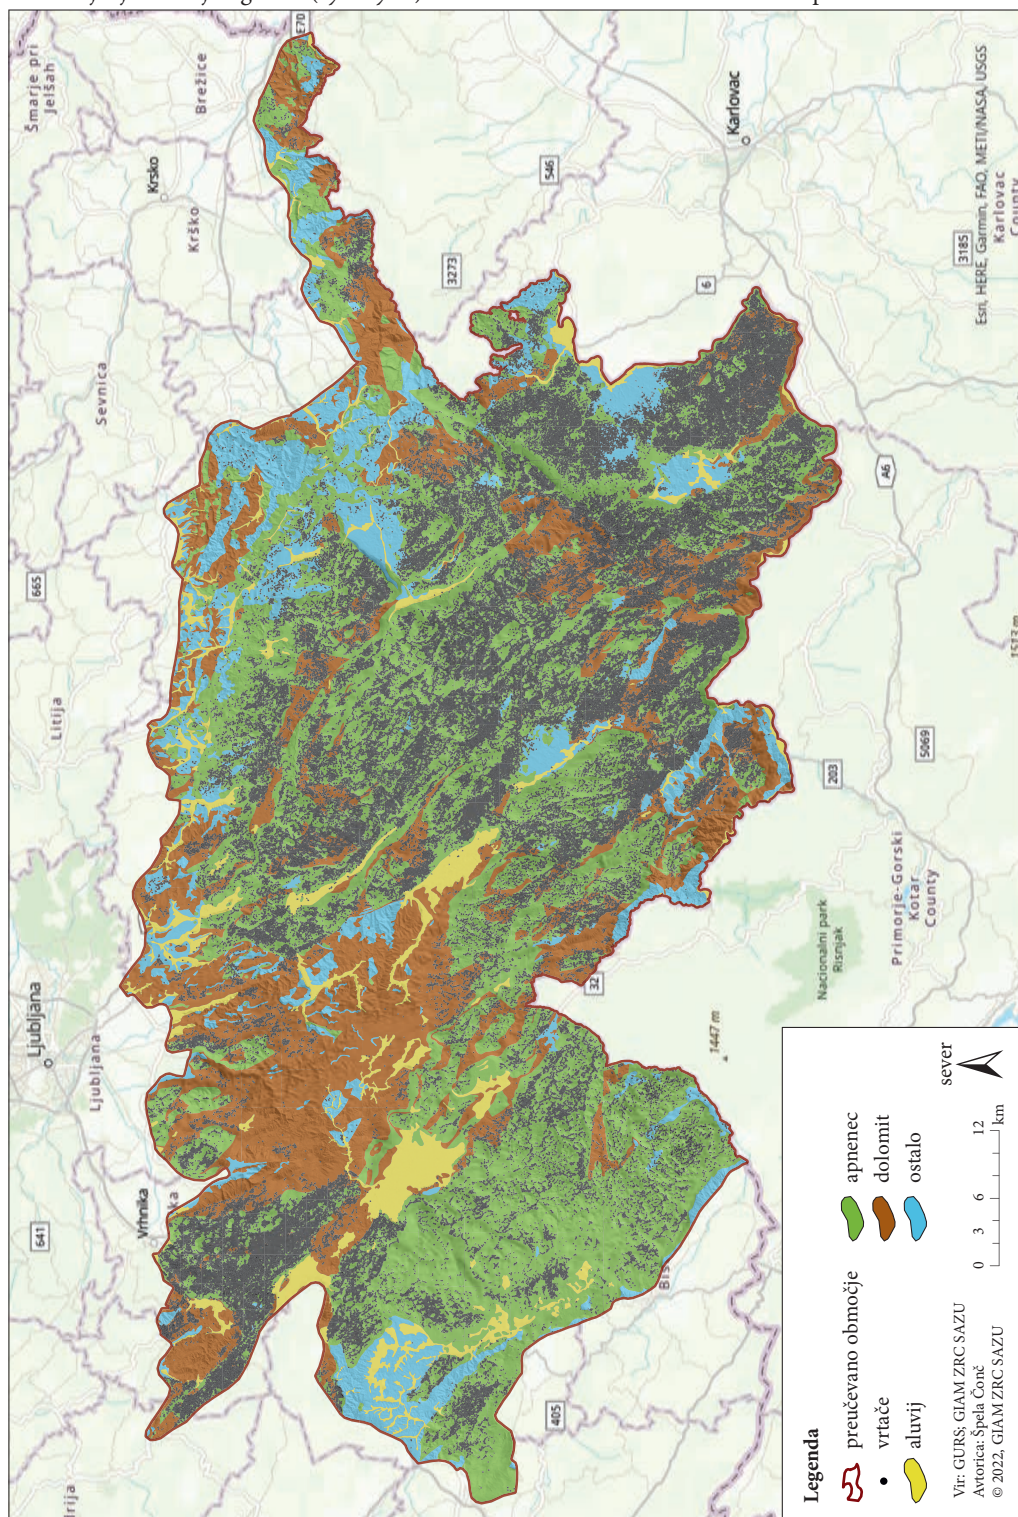 Šmarje pri
Jelšah
Brežice
E70
Krsko
Krško
Sevnica
665
Litija
Ljubljana
Ljubljana
Vrhnika
641
546
3273
6
Karlovac
3185
Karlovac
County
A6
1513 m
5069
203
Primorje-Gorski
Kotar
County
Nacionalni park
Risnjak
32
1447 m
405
Esri, HERE, Garmin, FAO, METI/NASA, USGS
Legenda
preučevano območje
vrtače
aluvij
apnenec
dolomit
ostalo
sever
0 3 6 12
km
Vir: GURS; GIAM ZRC SAZU
Avtorica: Špela Čonč
© 2022, GIAM ZRC SAZU